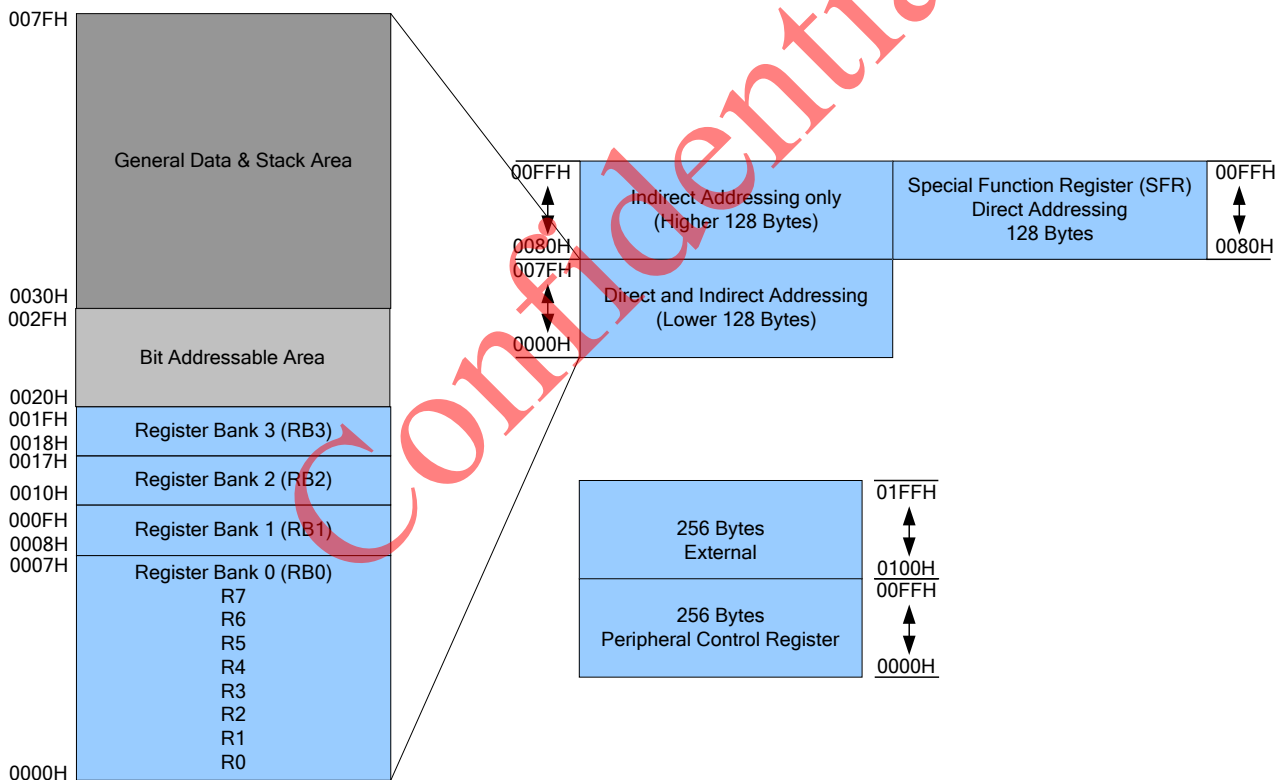 007FH
General Data & Stack Area
0030H
002FH
Bit Addressable Area
0020H
001FH
Register Bank 3 (RB3)
0018H
0017H
Register Bank 2 (RB2)
0010H
000FH
Register Bank 1 (RB1)
0008H
0007H
Register Bank 0 (RB0)
R7
R6
R5
R4
R3
R2
R1
R0
0000H
00FFH
Indirect Addressing only
(Higher 128 Bytes)
0080H
Special Function Register (SFR)
Direct Addressing
128 Bytes
00FFH
0080H
007FH
Direct and Indirect Addressing
(Lower 128 Bytes)
0000H
256 Bytes
External
01FFH
0100H
256 Bytes
Peripheral Control Register
00FFH
0000H
Confidentia